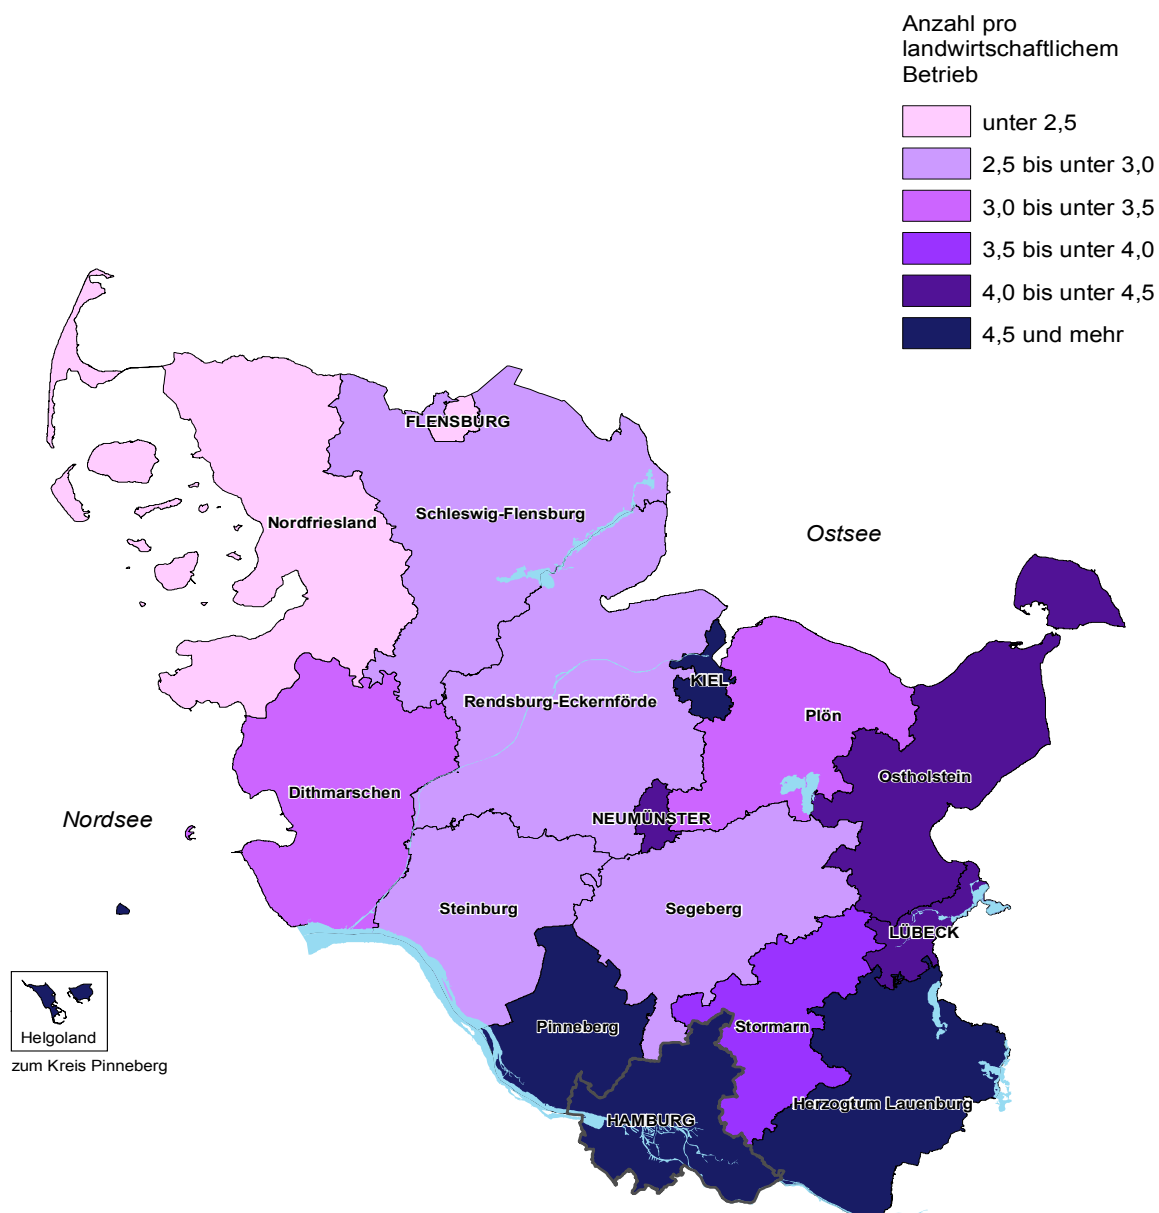 Anzahl pro
landwirtschaftlichem
Betrieb
unter 2,5
2,5 bis unter 3,0
3,0 bis unter 3,5
3,5 bis unter 4,0
4,0 bis unter 4,5
4,5 und mehr
FLENSBURG
Schleswig-Flensburg
Nordfriesland
Ostsee
KIEL
Rendsburg-Eckernförde
Plön
Ostholstein
Dithmarschen
Nordsee
NEUMÜNSTER
Steinburg
Segeberg
LÜBECK
Pinneberg
Stormarn
Helgoland
zum Kreis Pinneberg
Herzogtum Lauenburg
HAMBURG